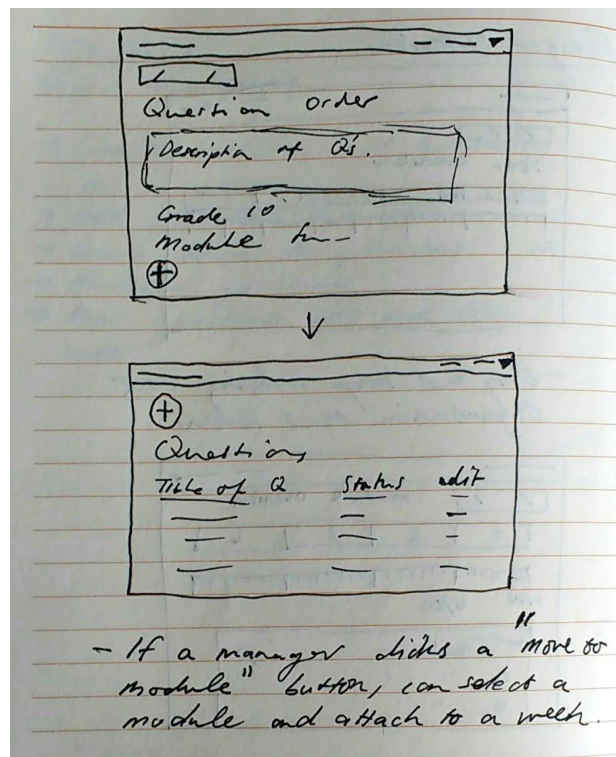 Question order
Description of Q's.
Grade 10
Module
Questions
Title of Q Status edit
- If a manager clicks a "move to
module" button, can select a
module and attach to a week.